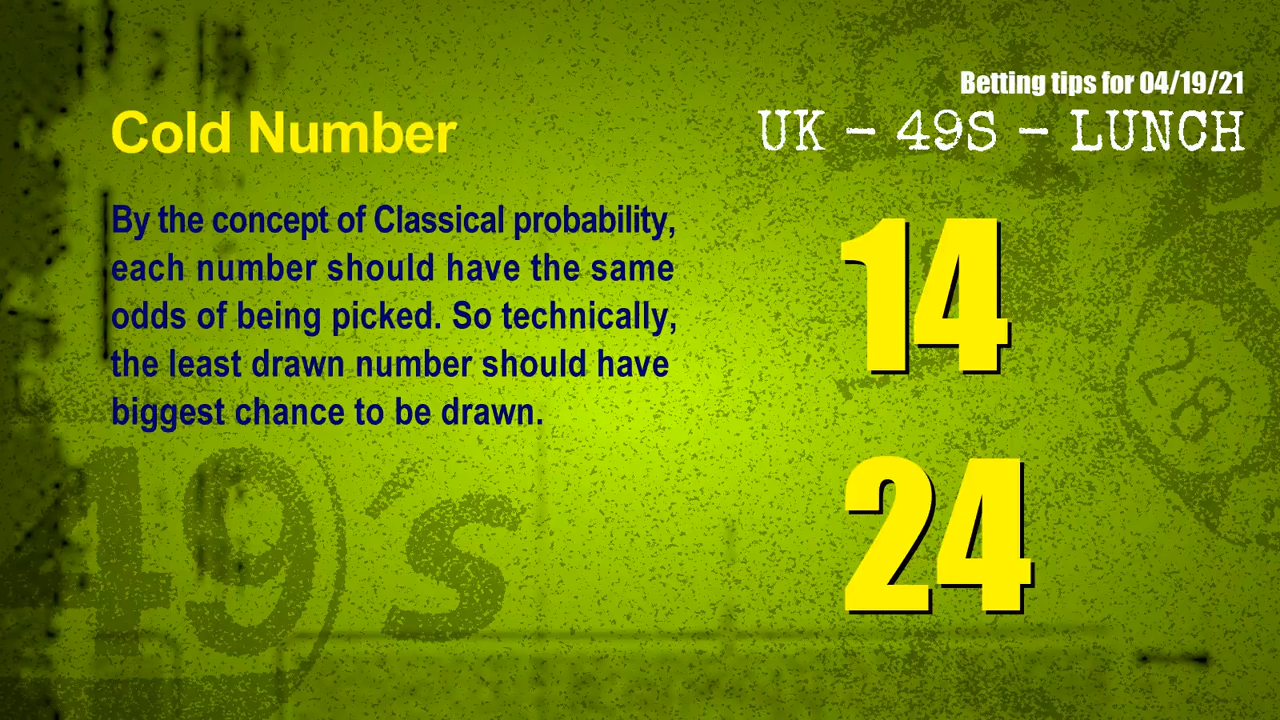 Betting tips for 04/19/21
UK - 49S - LUNCH
Cold Number
By the concept of Classical probability,
each number should have the same
odds of being picked. So technically,
the least drawn number should have
biggest chance to be drawn.
14
24
28
49's